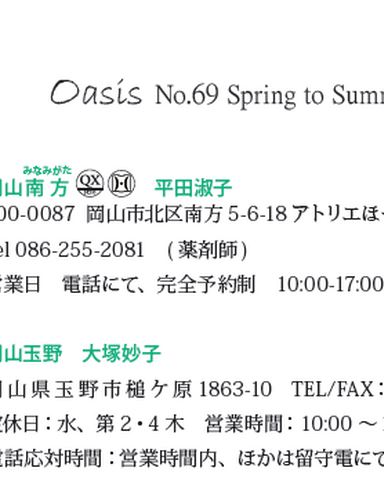 Oasis No.69 Spring to Summ
みなみがた
山南方 QX 平田淑子
00-0087 岡山市北区南方 5-6-18 アトリエほ
el 086-255-2081 (薬剤師)
営業日 電話にて、完全予約制 10:00-17:00
山玉野 大塚妙子
岡山県玉野市槌ケ原 1863-10 TEL/FAX：
定休日：水、第2・4木 営業時間：10:00 ～
電話応対時間：営業時間内、ほかは留守電にて